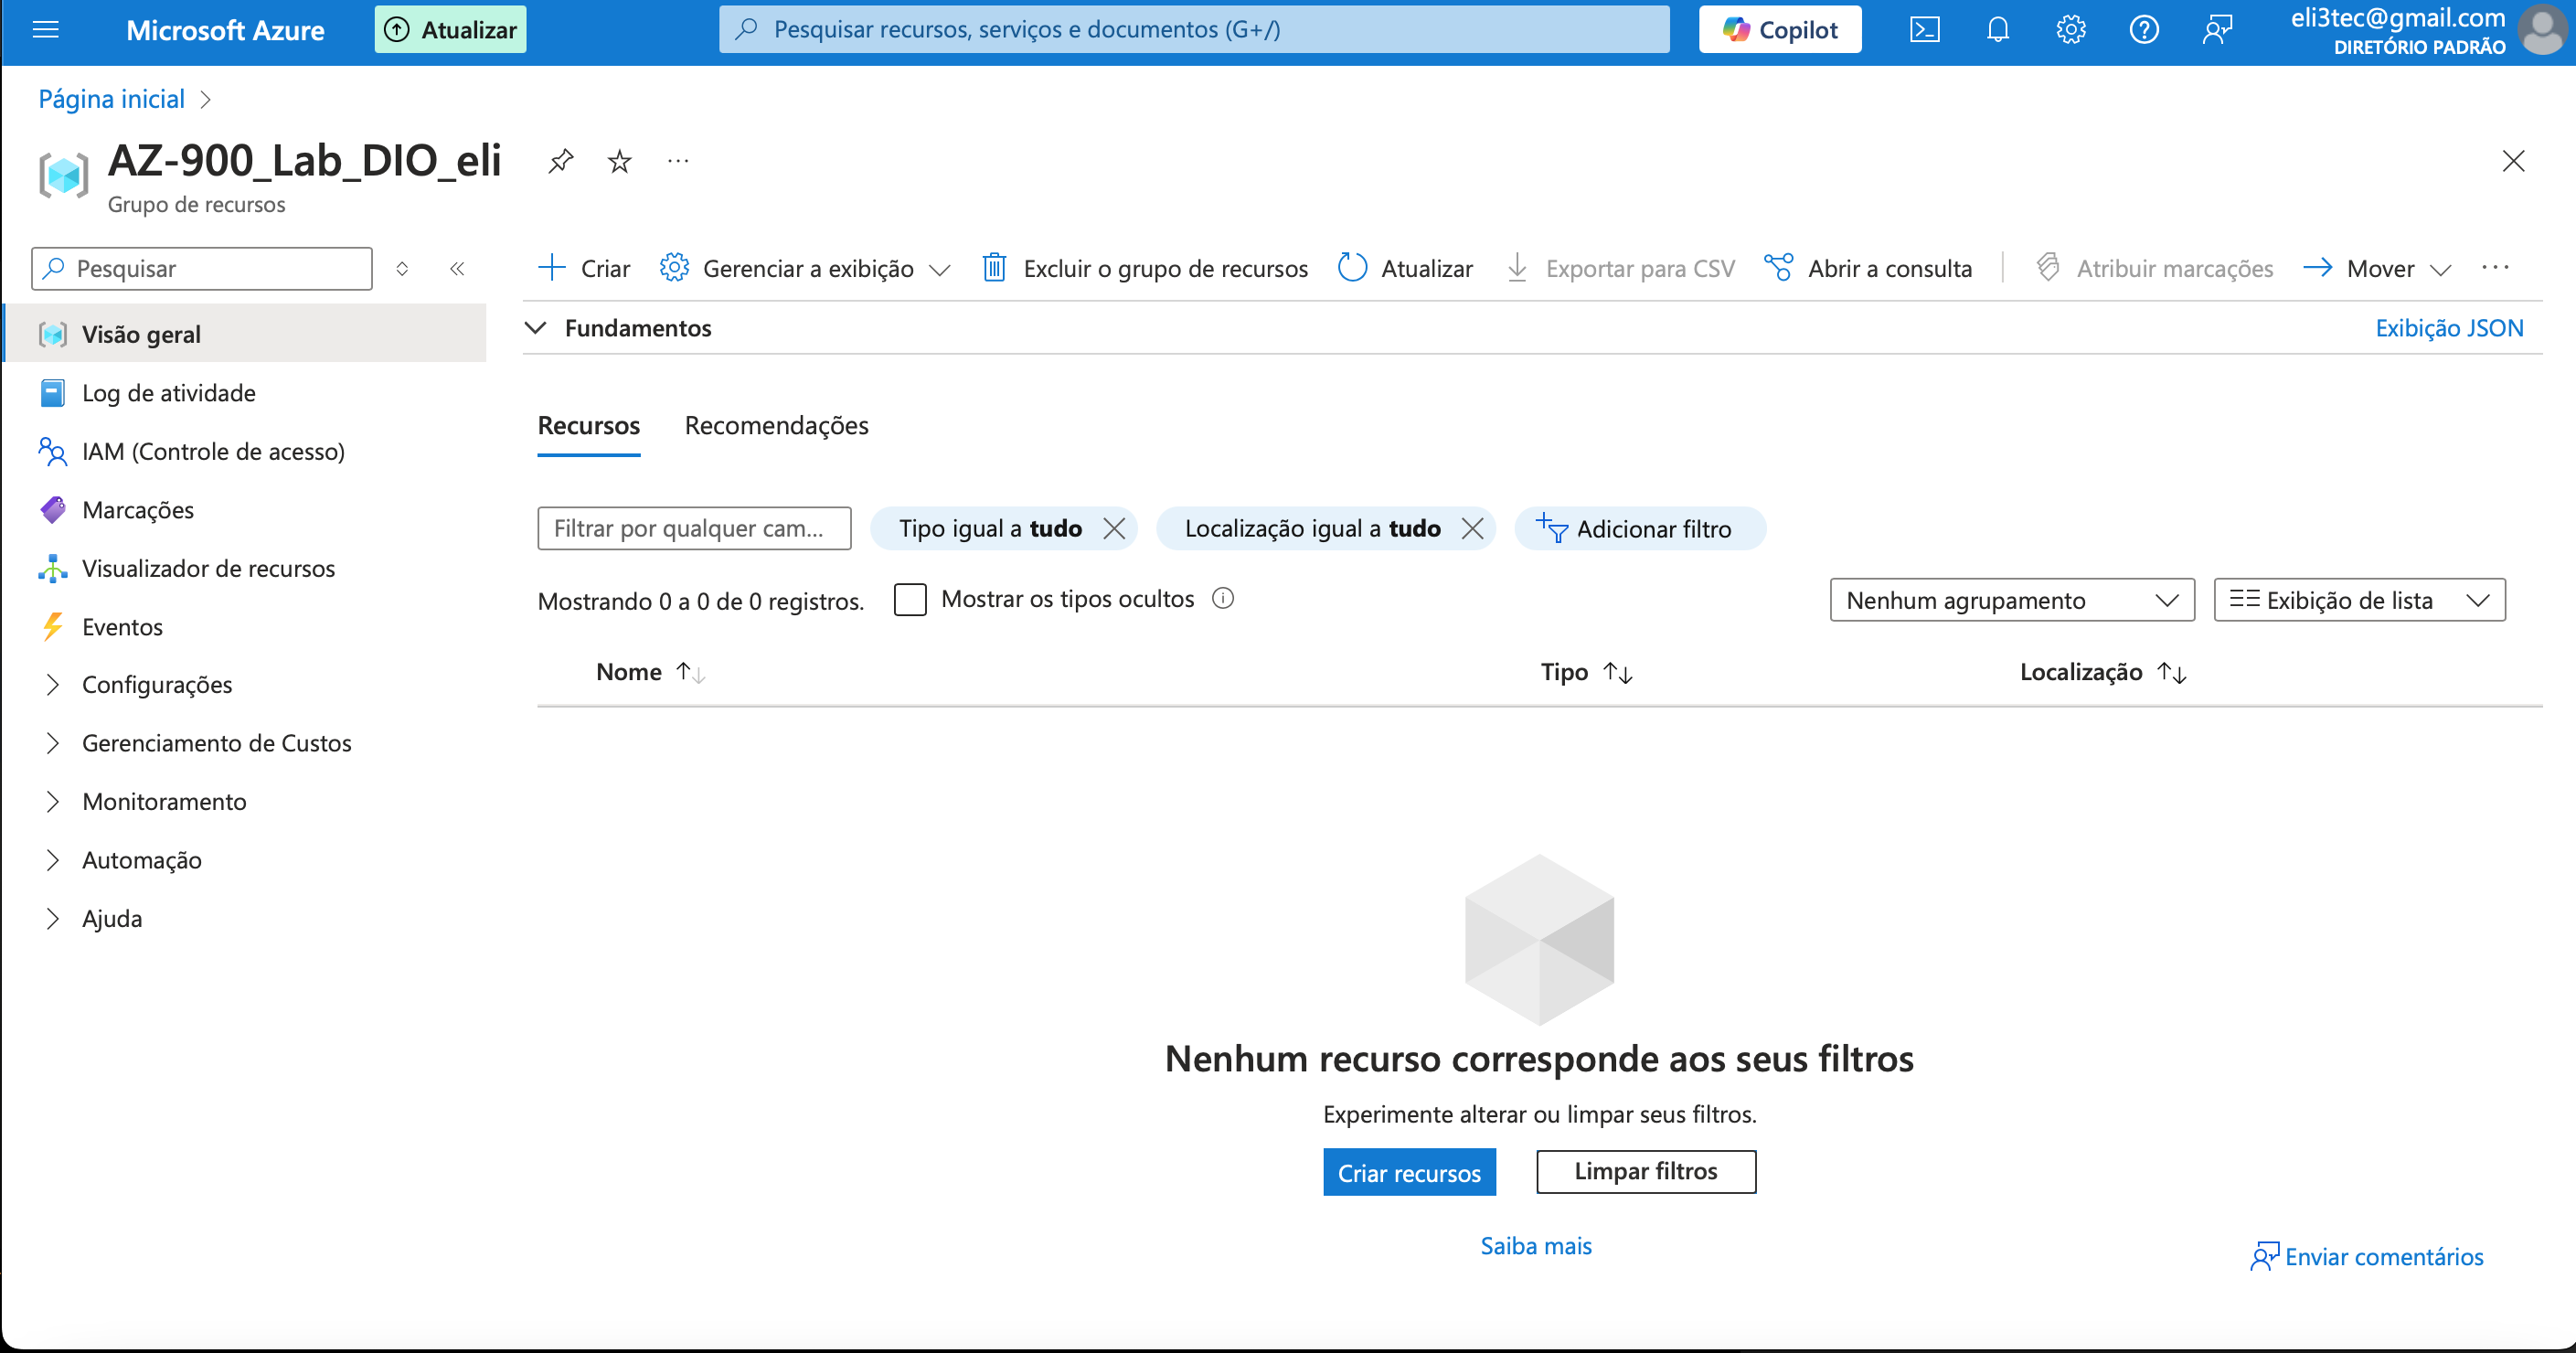 Microsoft Azure
Atualizar
Pesquisar recursos, serviços e documentos (G+/)
Copilot
eli3tec@gmail.com
DIRETÓRIO PADRÃO
Página inicial
AZ-900_Lab_DIO_eli
Grupo de recursos
Pesquisar
Criar
Gerenciar a exibição
Excluir o grupo de recursos
Atualizar
Exportar para CSV
Abrir a consulta
Atribuir marcações
Mover
Visão geral
Log de atividade
IAM (Controle de acesso)
Marcações
Visualizador de recursos
Eventos
Configurações
Gerenciamento de Custos
Monitoramento
Automação
Ajuda
Fundamentos
Exibição JSON
Recursos
Recomendações
Filtrar por qualquer cam...
Tipo igual a tudo
Localização igual a tudo
Adicionar filtro
Mostrando 0 a 0 de 0 registros.
Mostrar os tipos ocultos
Nenhum agrupamento
Exibição de lista
Nome
Tipo
Localização
Nenhum recurso corresponde aos seus filtros
Experimente alterar ou limpar seus filtros.
Criar recursos
Limpar filtros
Saiba mais
Enviar comentários